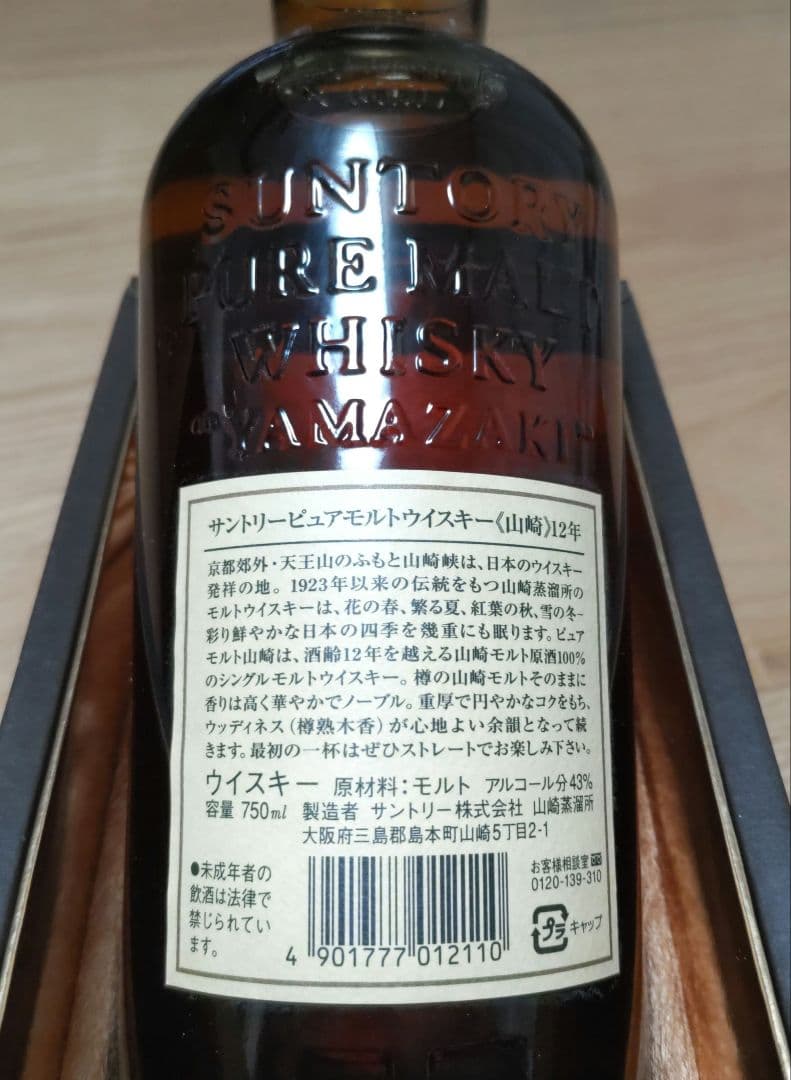 SUNTORY
PURE MALT
WHISKY
"YAMAZAKI"
サントリーピュアモルトウイスキー《山崎》12年
京都郊外・天王山のふもと山崎峡は、日本のウイスキー
発祥の地。1923年以来の伝統をもつ山崎蒸溜所の
モルトウイスキーは、花の春、繁る夏、紅葉の秋、雪の冬―
彩り鮮やかな日本の四季を幾重にも眠ります。ピュア
モルト山崎は、酒齢12年を越える山崎モルト原酒100%
のシングルモルトウイスキー。樽の山崎モルトそのままに
香りは高く華やかでノーブル。重厚で円やかなコクをもち、
ウッディネス(樽熟木香)が心地よい余韻となって続
きます。最初の一杯はぜひストレートでお楽しみ下さい。
ウイスキー 原材料:モルト アルコール分43%
容量 750ml 製造者 サントリー株式会社 山崎蒸溜所
大阪府三島郡島本町山崎5丁目2-1
●未成年者の
飲酒は法律で
禁じられてい
ます。
4 901777 012110
お客様相談室
0120-139-310
プラ キャップ